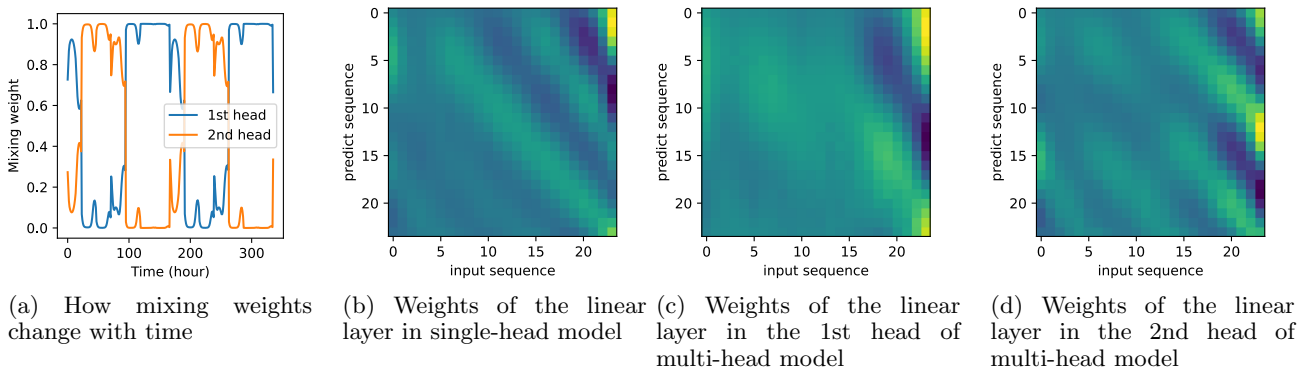 1.0
0.8
0.6
0.4
0.2
0.0
Mixing weight
1st head
2nd head
0 100 200 300
Time (hour)
0
5
10
15
20
predict sequence
0 5 10 15 20
input sequence
0
5
10
15
20
predict sequence
0 5 10 15 20
input sequence
0
5
10
15
20
predict sequence
0 5 10 15 20
input sequence
(a) How mixing weights
change with time
(b) Weights of the linear
layer in single-head model
(c) Weights of the linear
layer in the 1st head of
multi-head model
(d) Weights of the linear
layer in the 2nd head of
multi-head model